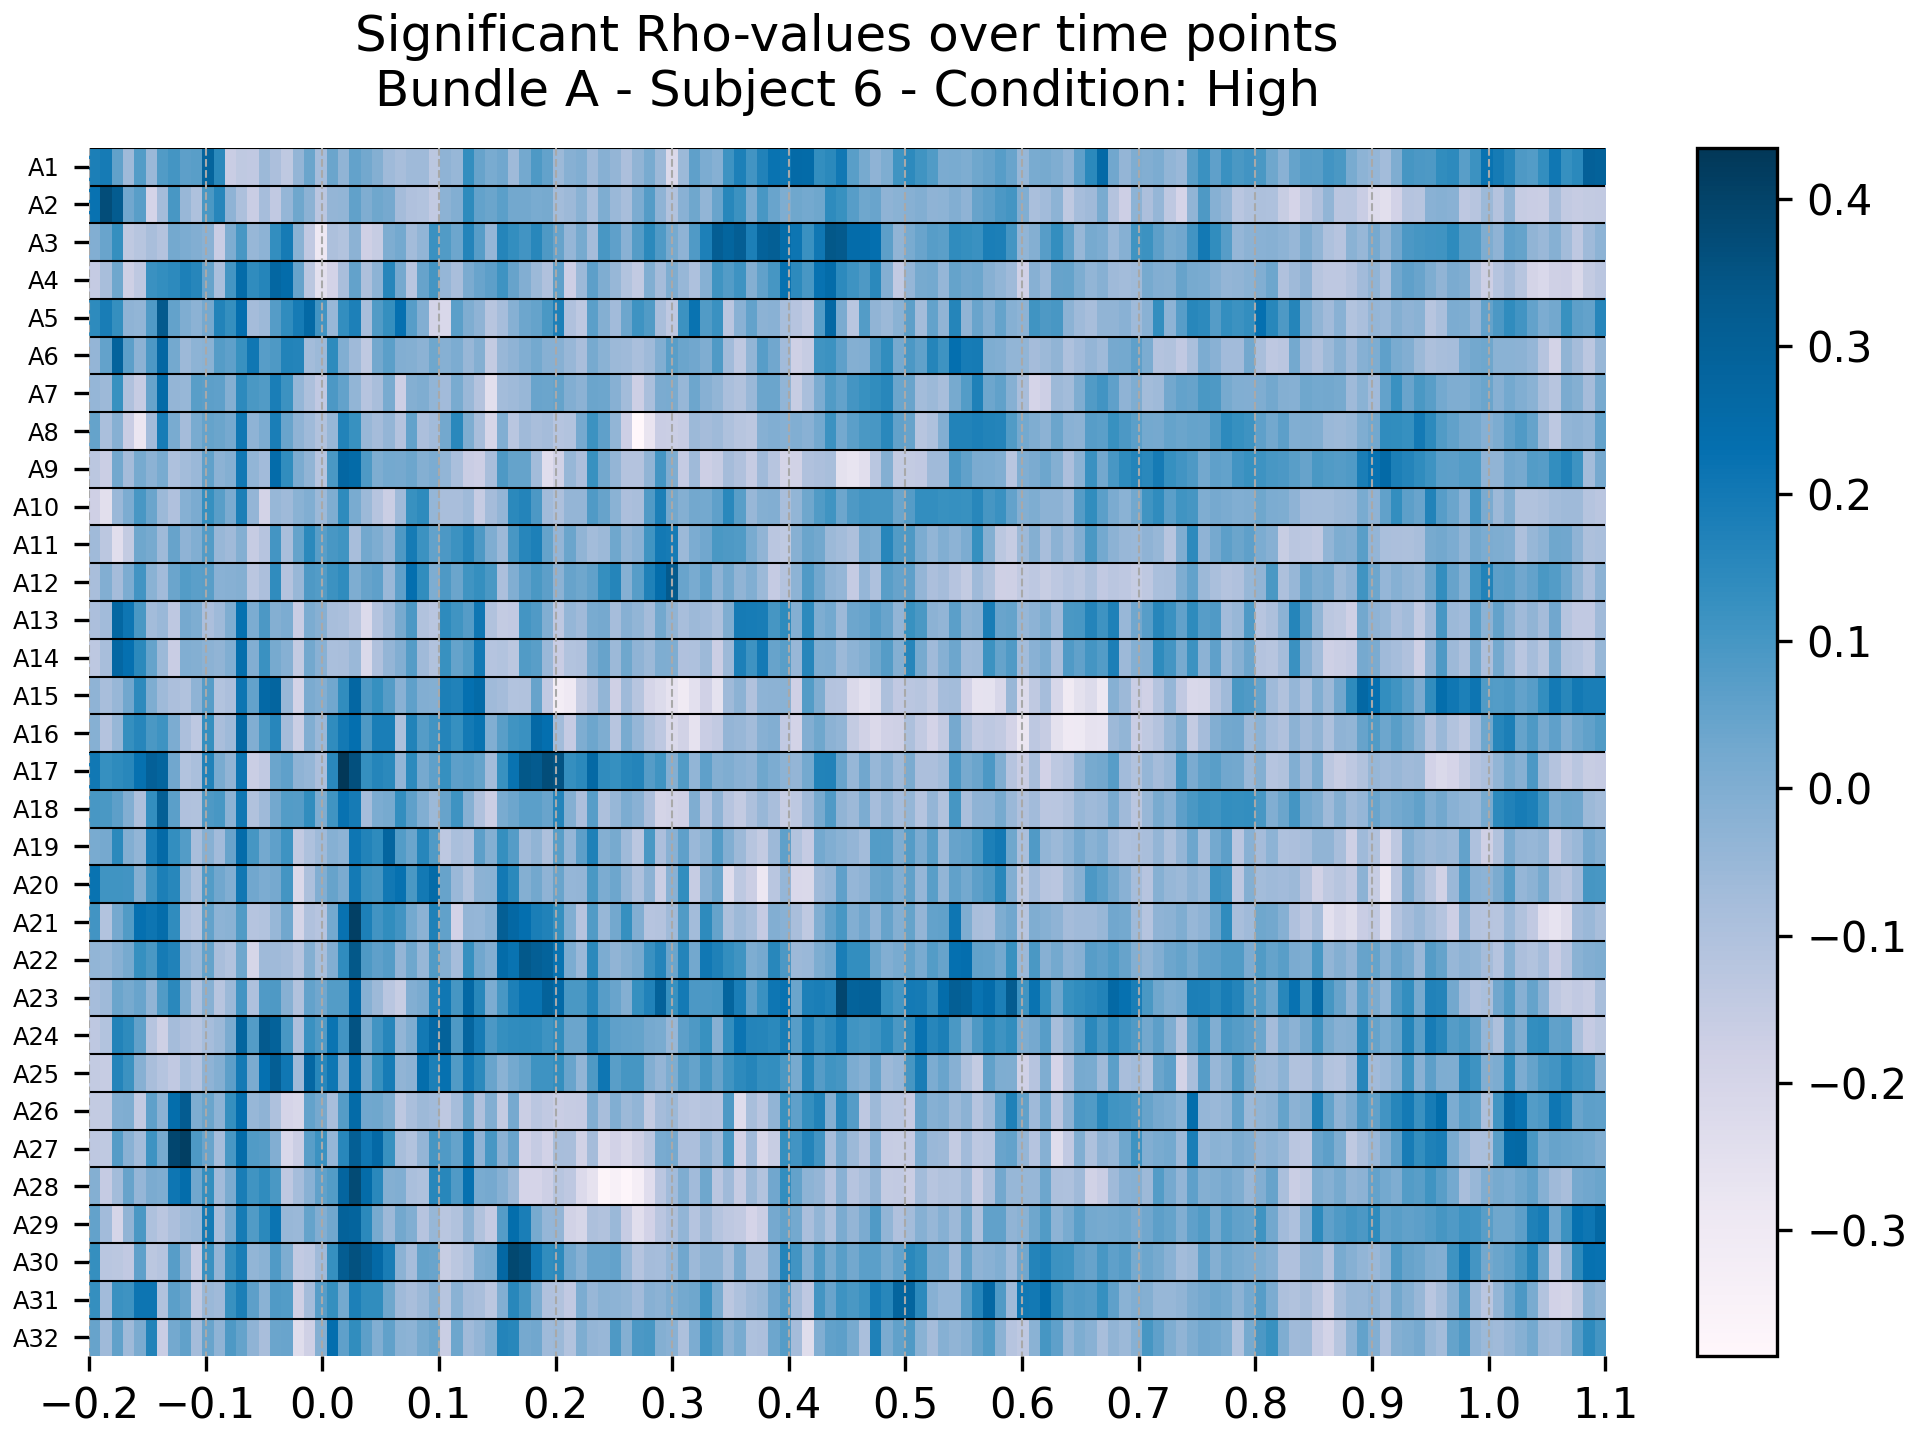 Significant Rho-values over time points
Bundle A - Subject 6 - Condition: High
A1
A2
A3
A4
A5
A6
A7
A8
A9
A10
A11
A12
A13
A14
A15
A16
A17
A18
A19
A20
A21
A22
A23
A24
A25
A26
A27
A28
A29
A30
A31
A32
−0.2 −0.1 0.0 0.1 0.2 0.3 0.4 0.5 0.6 0.7 0.8 0.9 1.0 1.1
0.4
0.3
0.2
0.1
0.0
−0.1
−0.2
−0.3